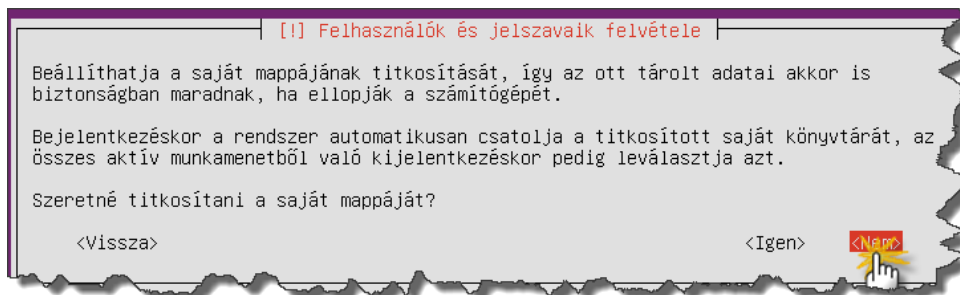 [!] Felhasználók és jelszavaik felvétele
Beállíthatja a saját mappájának titkosítását, így az ott tárolt adatai akkor is
biztonságban maradnak, ha ellopják a számítógépét.
Bejelentkezéskor a rendszer automatikusan csatolja a titkosított saját könyvtárát, az
összes aktív munkamenetből való kijelentkezéskor pedig leválasztja azt.
Szeretné titkosítani a saját mappáját?
<Vissza> <Igen> <Nem>